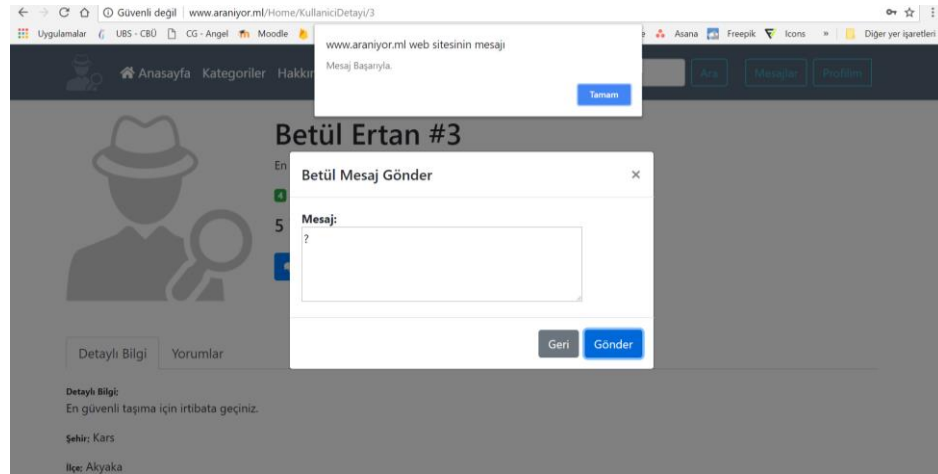 Güvenli değil | www.araniyor.ml/Home/KullaniciDetayi/3
Uygulamalar UBS - CBÜ CG - Angel Moodle Asana Freepik Icons » Diğer yer işaretleri
www.araniyor.ml web sitesinin mesajı
Mesaj Başarıyla.
Tamam
Anasayfa Kategoriler Ara Mesajlar Profilim
Betül Ertan #3
En
4
5
Betül Mesaj Gönder ×
Mesaj:
?
Geri Gönder
Detaylı Bilgi Yorumlar
Detaylı Bilgi;
En güvenli taşıma için irtibata geçiniz.
Şehir; Kars
İlçe; Akyaka